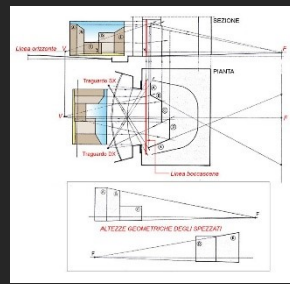 SEZIONE
Linea orizzonte
V
F
PIANTA
Traguardo SX
V
F
Traguardo DX
Linea boccascena
F
ALTEZZE GEOMETRICHE DEGLI SPEZZATI
F